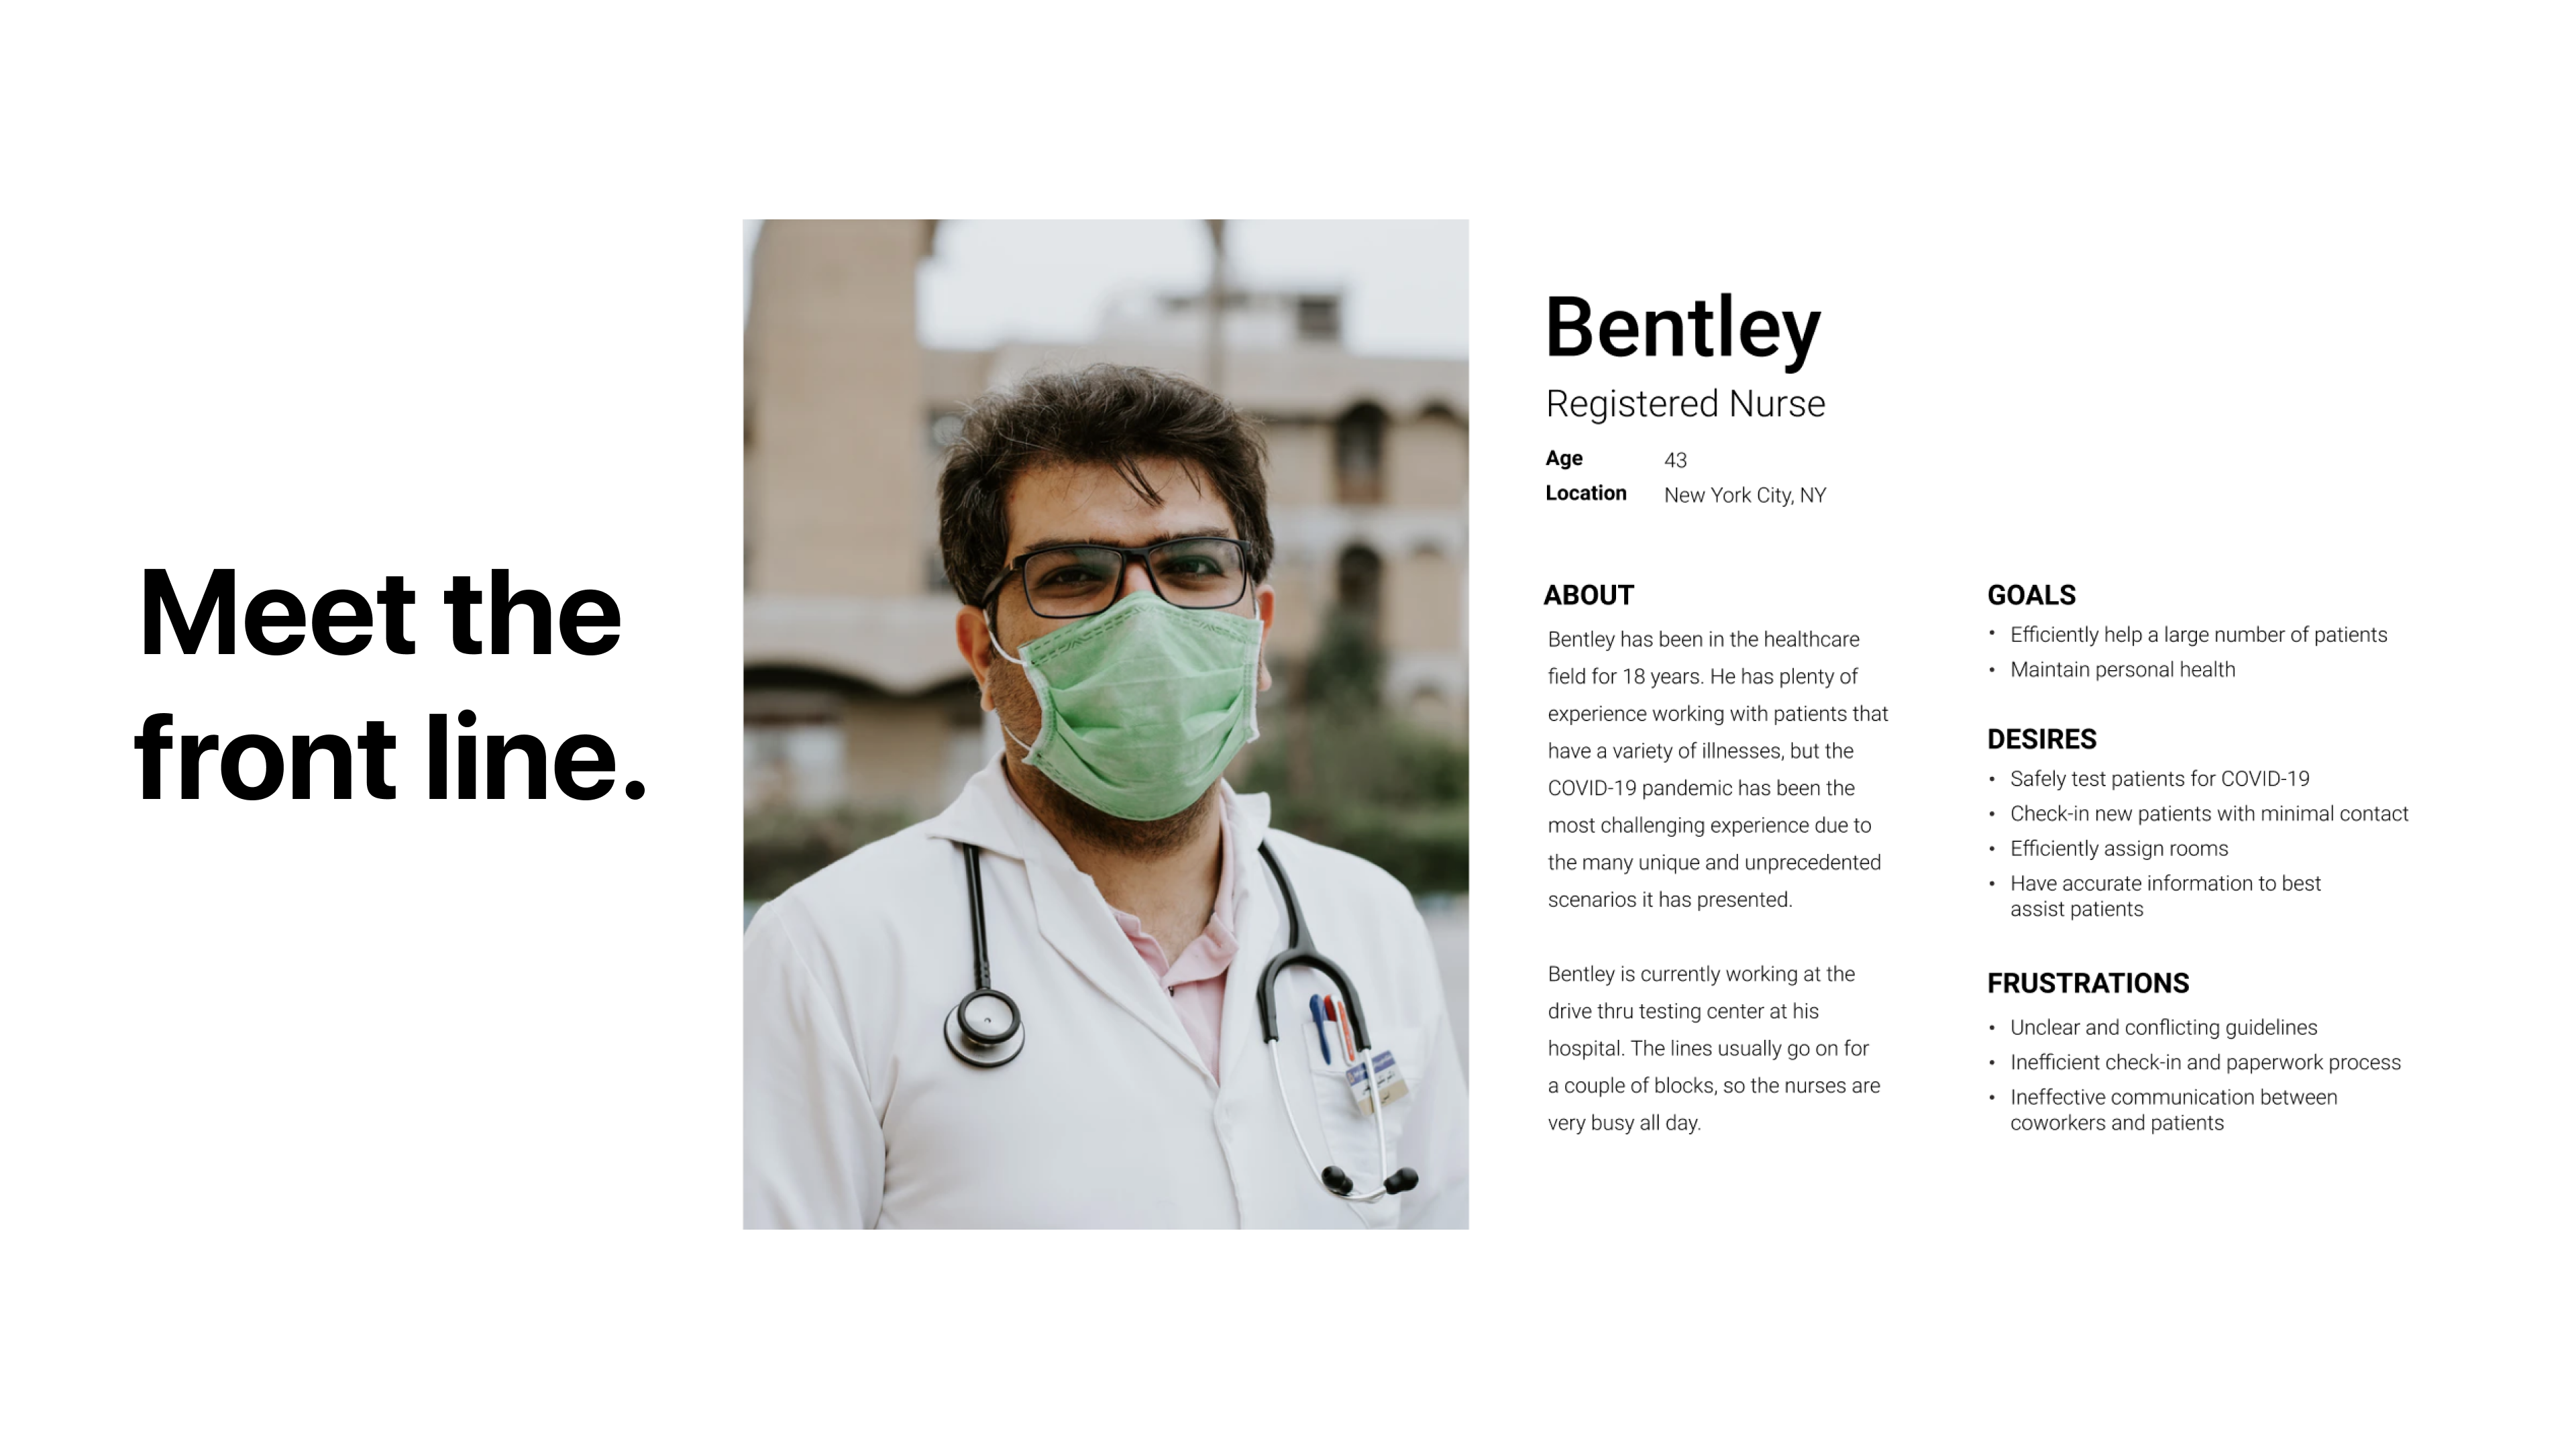 Meet the
front line.
Bentley
Registered Nurse
Age 43
Location New York City, NY
ABOUT
Bentley has been in the healthcare
field for 18 years. He has plenty of
experience working with patients that
have a variety of illnesses, but the
COVID-19 pandemic has been the
most challenging experience due to
the many unique and unprecedented
scenarios it has presented.
Bentley is currently working at the
drive thru testing center at his
hospital. The lines usually go on for
a couple of blocks, so the nurses are
very busy all day.
GOALS
• Efficiently help a large number of patients
• Maintain personal health
DESIRES
• Safely test patients for COVID-19
• Check-in new patients with minimal contact
• Efficiently assign rooms
• Have accurate information to best
assist patients
FRUSTRATIONS
• Unclear and conflicting guidelines
• Inefficient check-in and paperwork process
• Ineffective communication between
coworkers and patients